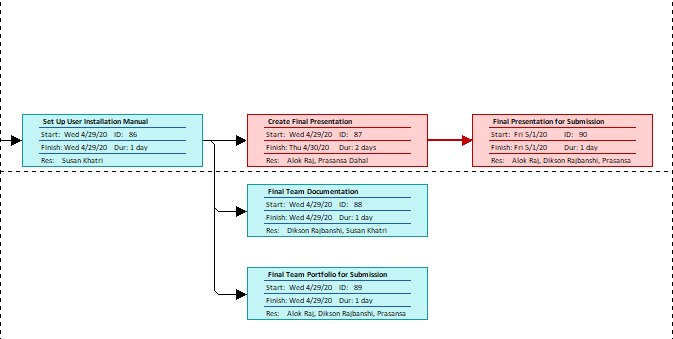 Set Up User Installation Manual
Start: Wed 4/29/20 ID: 86
Finish: Wed 4/29/20 Dur: 1 day
Res: Susan Khatri
Create Final Presentation
Start: Wed 4/29/20 ID: 87
Finish: Thu 4/30/20 Dur: 2 days
Res: Alok Raj, Prasansa Dahal
Final Presentation for Submission
Start: Fri 5/1/20 ID: 90
Finish: Fri 5/1/20 Dur: 1 day
Res: Alok Raj, Dikson Rajbanshi, Prasansa
Final Team Documentation
Start: Wed 4/29/20 ID: 88
Finish: Wed 4/29/20 Dur: 1 day
Res: Dikson Rajbanshi, Susan Khatri
Final Team Portfolio for Submission
Start: Wed 4/29/20 ID: 89
Finish: Wed 4/29/20 Dur: 1 day
Res: Alok Raj, Dikson Rajbanshi, Prasansa